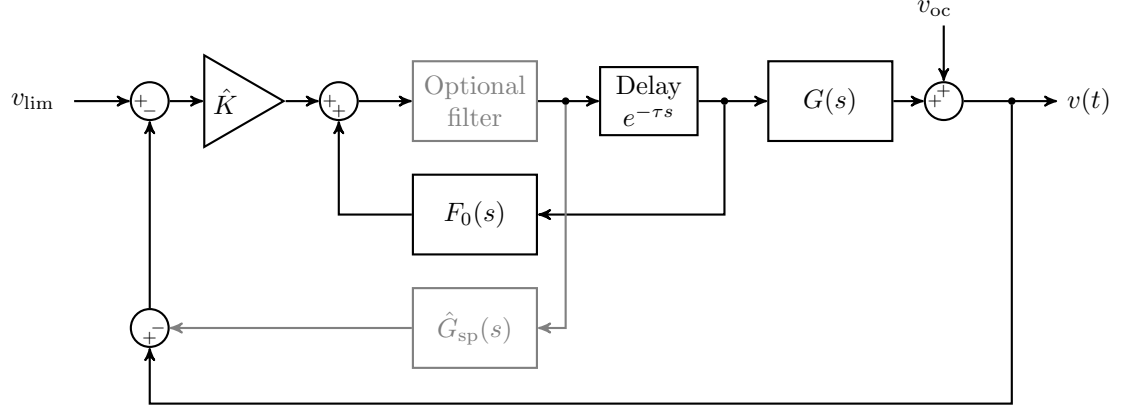 v_oc
v_lim
+
−
K̂
+
+
Optional
filter
Delay
e^{−τs}
G(s)
+
+
v(t)
F_0(s)
Ĝ_sp(s)
−
+